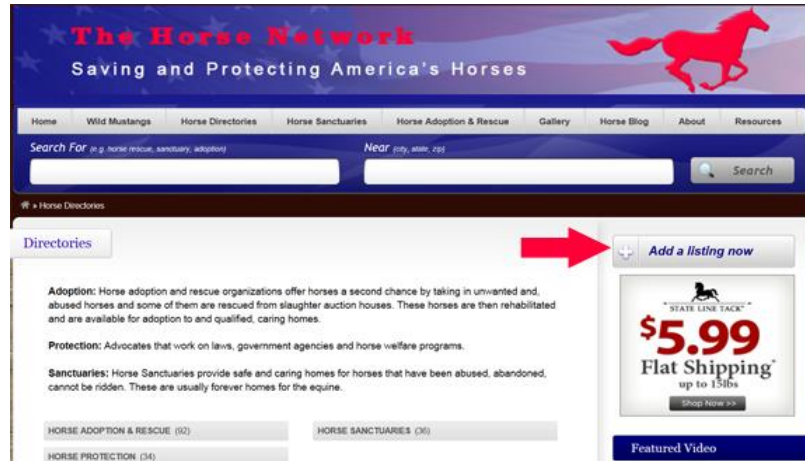 The Horse Network
Saving and Protecting America's Horses
Home Wild Mustangs Horse Directories Horse Sanctuaries Horse Adoption & Rescue Gallery Horse Blog About Resources
Search For (e.g. horse rescue, sanctuary, adoption) Near (city, state, zip)
Search
» Horse Directories
Directories
Add a listing now
Adoption: Horse adoption and rescue organizations offer horses a second chance by taking in unwanted and,
abused horses and some of them are rescued from slaughter auction houses. These horses are then rehabilitated
and are available for adoption to and qualified, caring homes.
Protection: Advocates that work on laws, government agencies and horse welfare programs.
Sanctuaries: Horse Sanctuaries provide safe and caring homes for horses that have been abused, abandoned,
cannot be ridden. These are usually forever homes for the equine.
STATE LINE TACK
$5.99
Flat Shipping*
up to 15lbs
Shop Now >>
HORSE ADOPTION & RESCUE (92) HORSE SANCTUARIES (36)
HORSE PROTECTION (34)
Featured Video